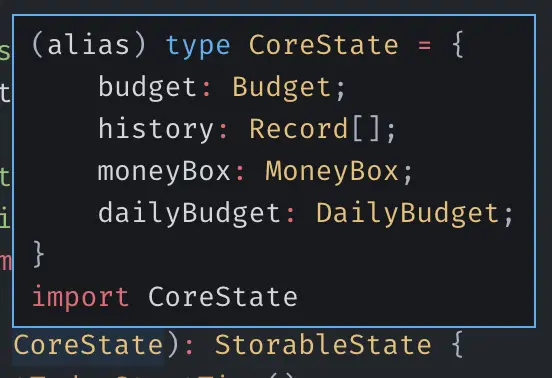 (alias) type CoreState = {
budget: Budget;
history: Record[];
moneyBox: MoneyBox;
dailyBudget: DailyBudget;
}
import CoreState
CoreState): StorableState {